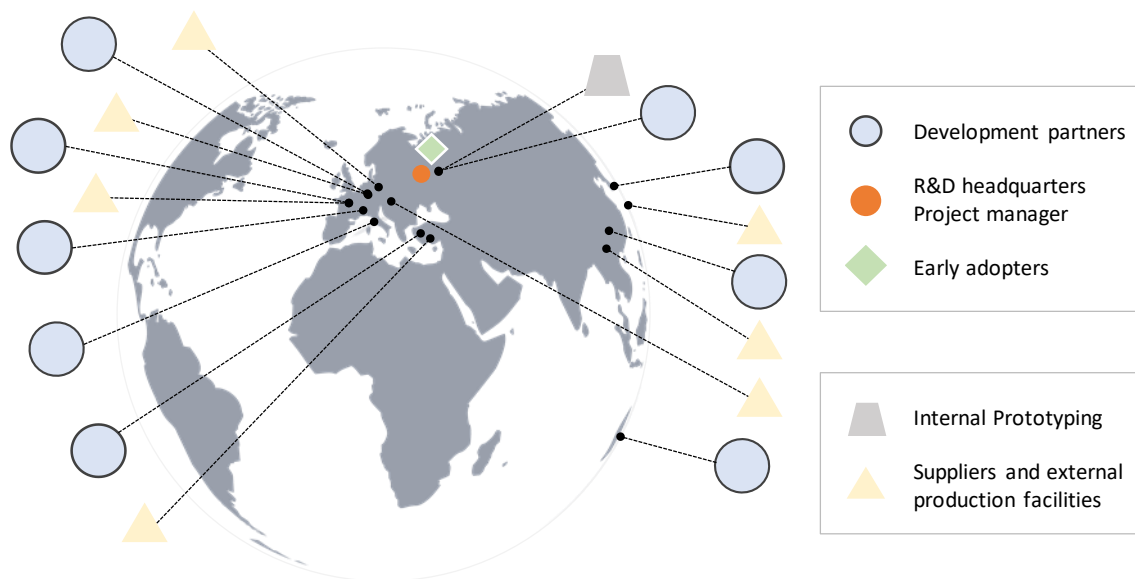 Development partners
R&D headquarters
Project manager
Early adopters
Internal Prototyping
Suppliers and external
production facilities